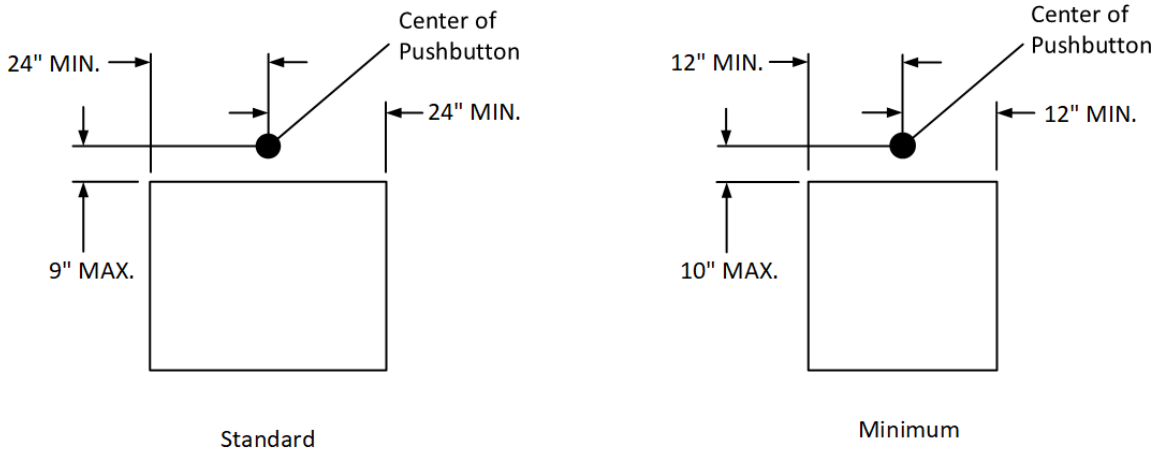 Center of
Pushbutton
24" MIN.
24" MIN.
9" MAX.
Standard
Center of
Pushbutton
12" MIN.
12" MIN.
10" MAX.
Minimum